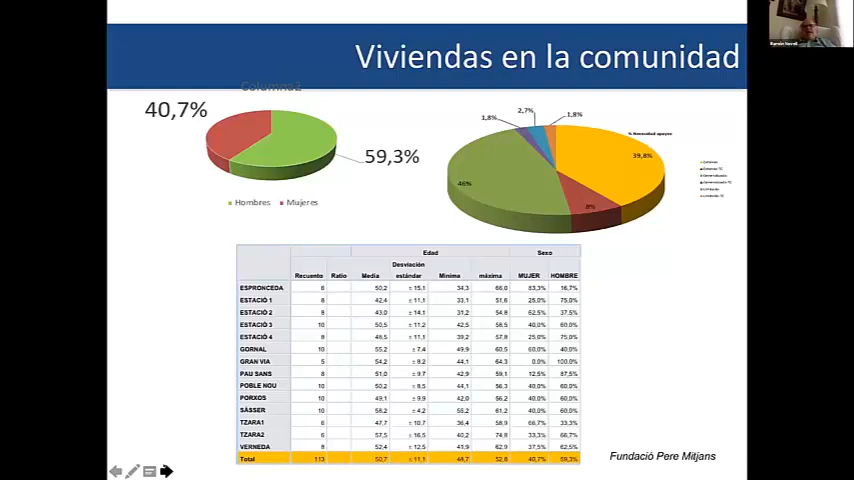 Viviendas en la comunidad
Columna2
40,7%
59,3%
Hombres Mujeres
1,8%
2,7%
1,8%
% Necesidad apoyos
39,8%
46%
8%
Edad Sexo
Recuento Ratio Media Desviación estándar Mínima máxima MUJER HOMBRE
ESPRONCEDA 6 50,2 ± 15,1 34,3 66,0 83,3% 16,7%
ESTACIÓ 1 8 42,4 ± 11,1 33,1 51,6 25,0% 75,0%
ESTACIÓ 2 8 43,0 ± 14,1 31,2 54,8 62,5% 37,5%
ESTACIÓ 3 10 50,5 ± 11,2 42,5 58,5 40,0% 60,0%
ESTACIÓ 4 8 48,5 ± 11,1 39,2 57,8 25,0% 75,0%
GORNAL 10 55,2 ± 7,4 49,9 60,5 60,0% 40,0%
GRAN VIA 5 54,2 ± 8,2 44,1 64,3 0,0% 100,0%
PAU SANS 8 51,0 ± 9,7 42,9 59,1 12,5% 87,5%
POBLE NOU 10 50,2 ± 8,5 44,1 56,3 40,0% 60,0%
PORXOS 10 49,1 ± 9,9 42,0 56,2 40,0% 60,0%
SÀSSER 10 58,2 ± 4,2 55,2 61,2 40,0% 60,0%
TZARA1 6 47,7 ± 10,7 36,4 58,9 66,7% 33,3%
TZARA2 6 57,5 ± 16,5 40,2 74,8 33,3% 66,7%
VERNEDA 8 52,4 ± 12,5 41,9 62,9 37,5% 62,5%
Total 113 50,7 ± 11,1 48,7 52,8 40,7% 59,3%
Fundació Pere Mitjans